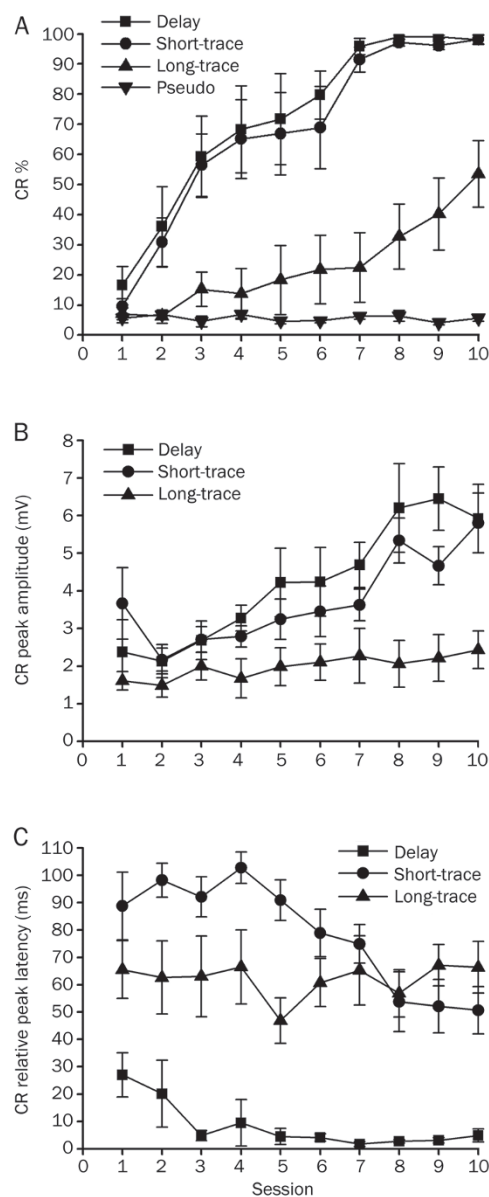 A
Delay
Short-trace
Long-trace
Pseudo
CR %
100
90
80
70
60
50
40
30
20
10
0
0 1 2 3 4 5 6 7 8 9 10
B
Delay
Short-trace
Long-trace
CR peak amplitude (mV)
8
7
6
5
4
3
2
1
0
0 1 2 3 4 5 6 7 8 9 10
C
Delay
Short-trace
Long-trace
CR relative peak latency (ms)
110
100
90
80
70
60
50
40
30
20
10
0
0 1 2 3 4 5 6 7 8 9 10
Session